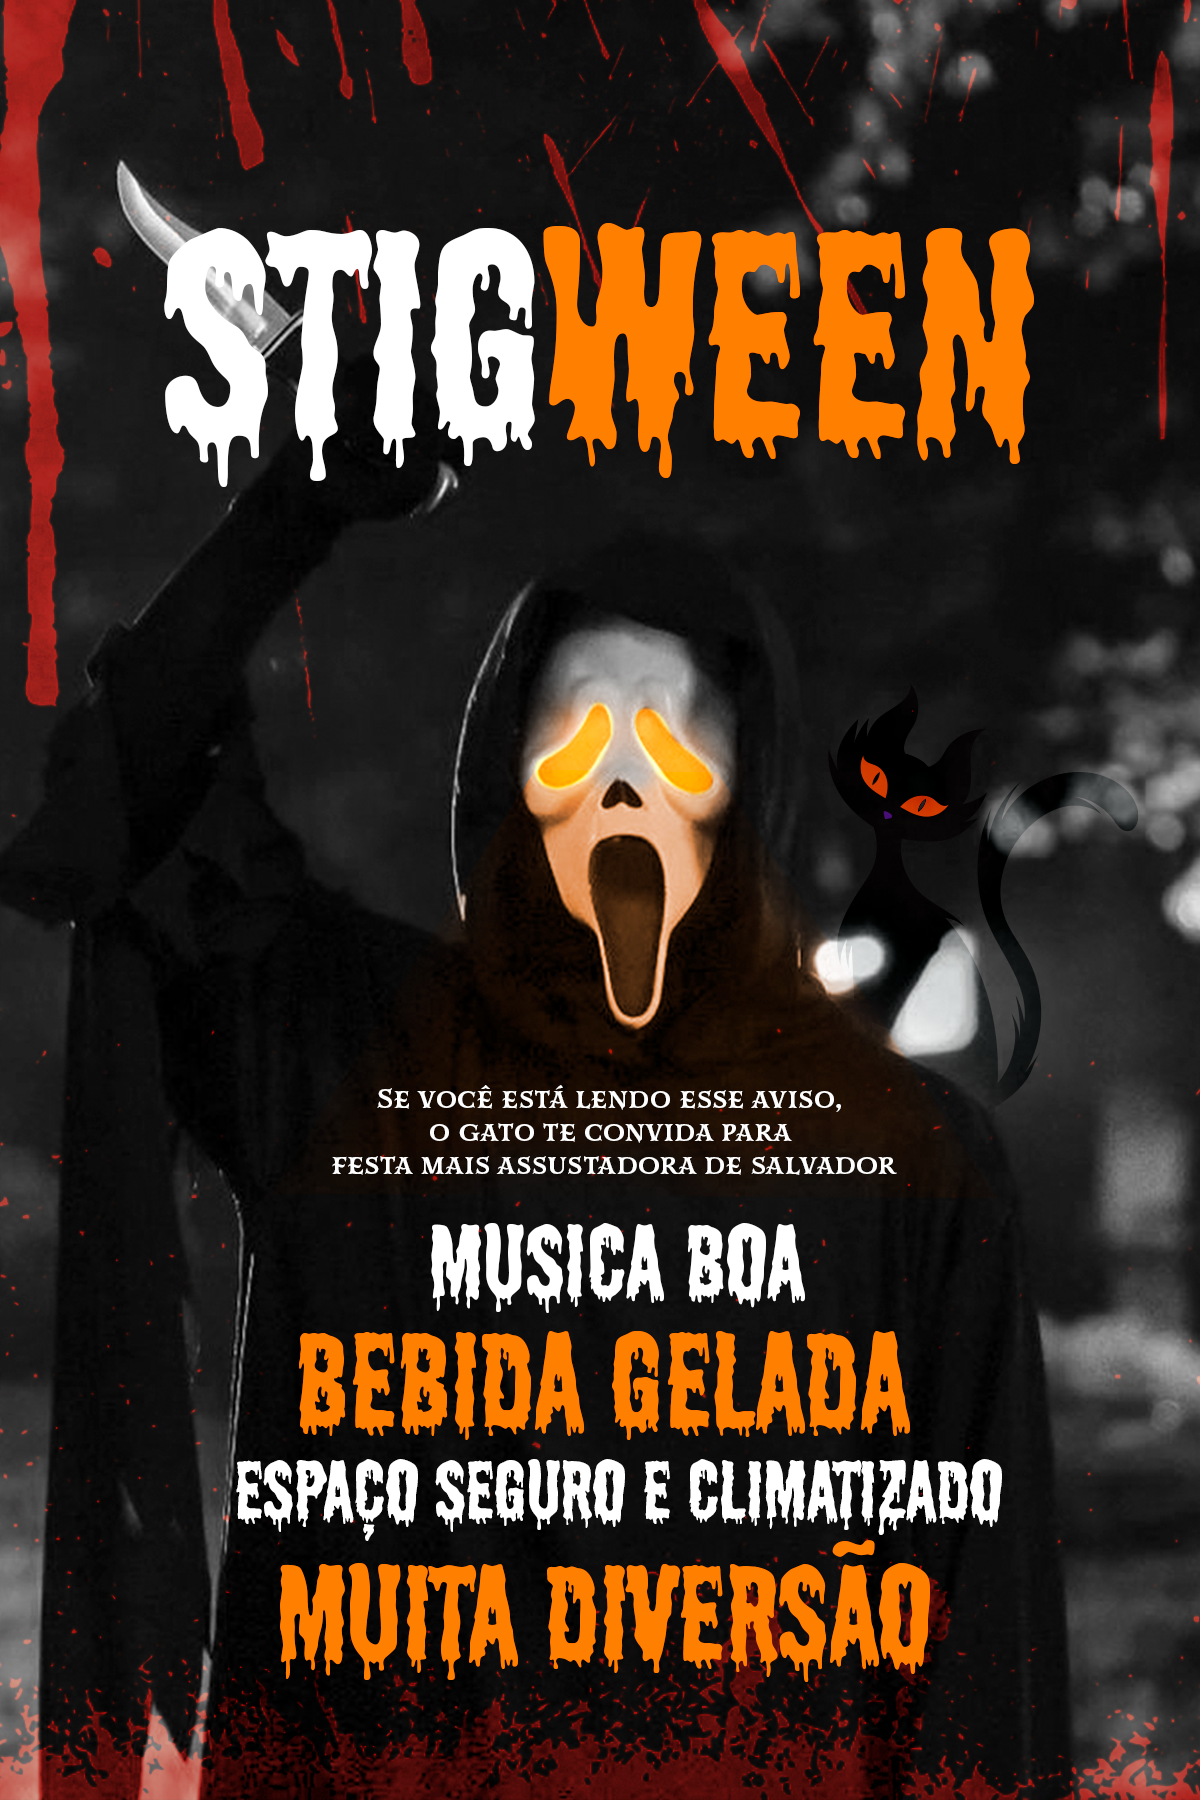 STIGWEEN
SE VOCÊ ESTÁ LENDO ESSE AVISO,
O GATO TE CONVIDA PARA
FESTA MAIS ASSUSTADORA DE SALVADOR
MUSICA BOA
BEBIDA GELADA
ESPAÇO SEGURO E CLIMATIZADO
MUITA DIVERSÃO